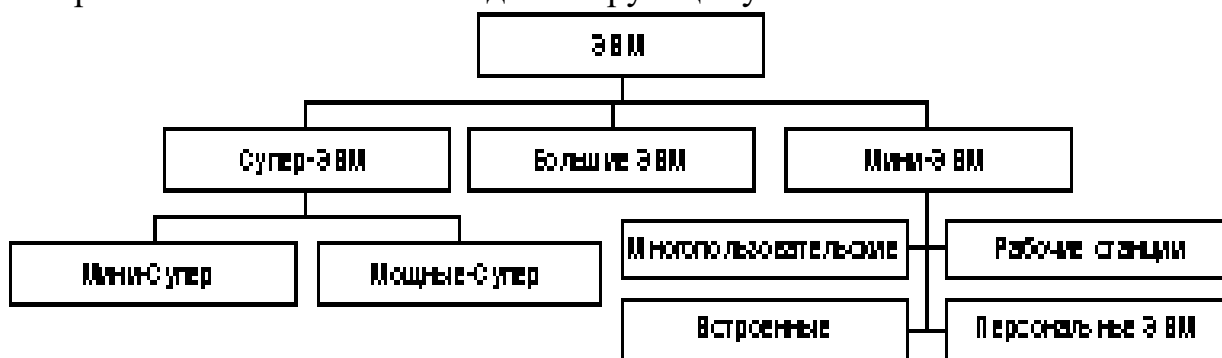 ЭВМ
Супер-ЭВМ
Большие ЭВМ
Мини-ЭВМ
Многопользовательские
Рабочие станции
Мини-Супер
Мощные-Супер
Встроенные
Персональные ЭВМ